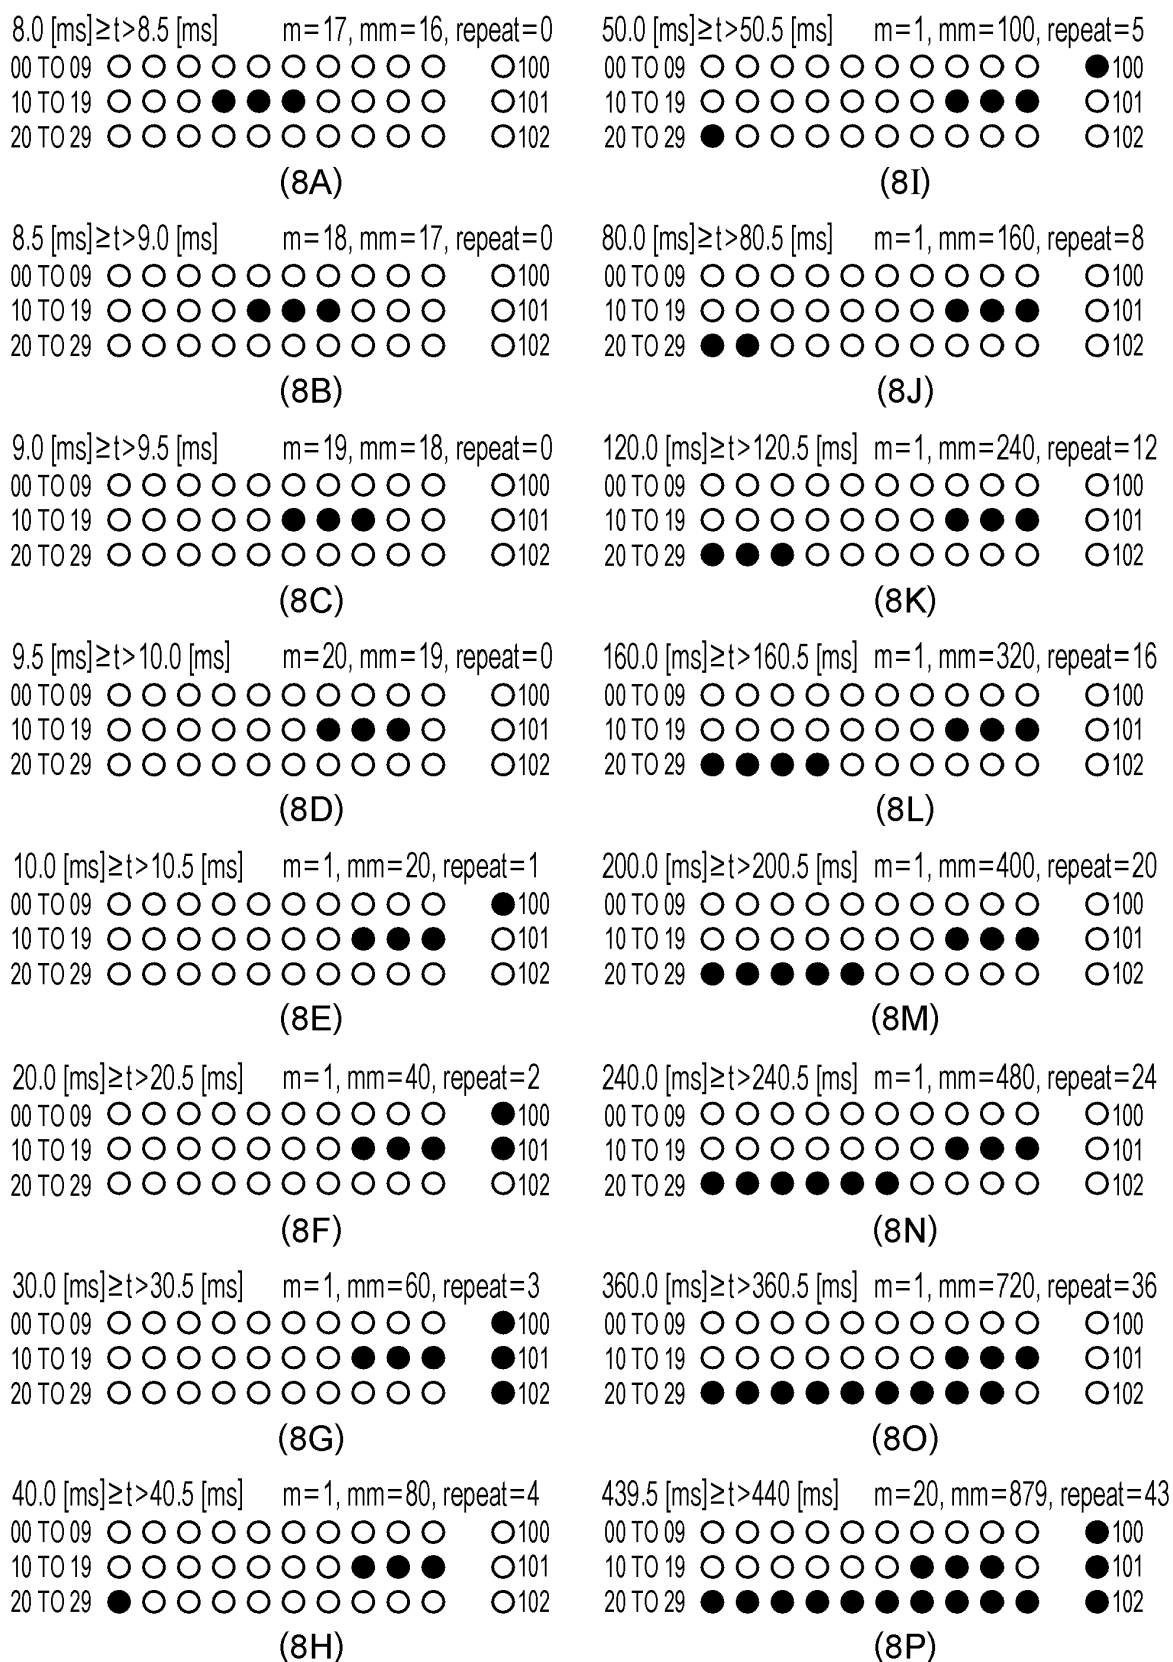 8.0 [ms]≥t>8.5 [ms] m=17, mm=16, repeat=0
00 TO 09 100
10 TO 19 101
20 TO 29 102
(8A)
8.5 [ms]≥t>9.0 [ms] m=18, mm=17, repeat=0
00 TO 09 100
10 TO 19 101
20 TO 29 102
(8B)
9.0 [ms]≥t>9.5 [ms] m=19, mm=18, repeat=0
00 TO 09 100
10 TO 19 101
20 TO 29 102
(8C)
9.5 [ms]≥t>10.0 [ms] m=20, mm=19, repeat=0
00 TO 09 100
10 TO 19 101
20 TO 29 102
(8D)
10.0 [ms]≥t>10.5 [ms] m=1, mm=20, repeat=1
00 TO 09 100
10 TO 19 101
20 TO 29 102
(8E)
20.0 [ms]≥t>20.5 [ms] m=1, mm=40, repeat=2
00 TO 09 100
10 TO 19 101
20 TO 29 102
(8F)
30.0 [ms]≥t>30.5 [ms] m=1, mm=60, repeat=3
00 TO 09 100
10 TO 19 101
20 TO 29 102
(8G)
40.0 [ms]≥t>40.5 [ms] m=1, mm=80, repeat=4
00 TO 09 100
10 TO 19 101
20 TO 29 102
(8H)
50.0 [ms]≥t>50.5 [ms] m=1, mm=100, repeat=5
00 TO 09 100
10 TO 19 101
20 TO 29 102
(8I)
80.0 [ms]≥t>80.5 [ms] m=1, mm=160, repeat=8
00 TO 09 100
10 TO 19 101
20 TO 29 102
(8J)
120.0 [ms]≥t>120.5 [ms] m=1, mm=240, repeat=12
00 TO 09 100
10 TO 19 101
20 TO 29 102
(8K)
160.0 [ms]≥t>160.5 [ms] m=1, mm=320, repeat=16
00 TO 09 100
10 TO 19 101
20 TO 29 102
(8L)
200.0 [ms]≥t>200.5 [ms] m=1, mm=400, repeat=20
00 TO 09 100
10 TO 19 101
20 TO 29 102
(8M)
240.0 [ms]≥t>240.5 [ms] m=1, mm=480, repeat=24
00 TO 09 100
10 TO 19 101
20 TO 29 102
(8N)
360.0 [ms]≥t>360.5 [ms] m=1, mm=720, repeat=36
00 TO 09 100
10 TO 19 101
20 TO 29 102
(8O)
439.5 [ms]≥t>440 [ms] m=20, mm=879, repeat=43
00 TO 09 100
10 TO 19 101
20 TO 29 102
(8P)